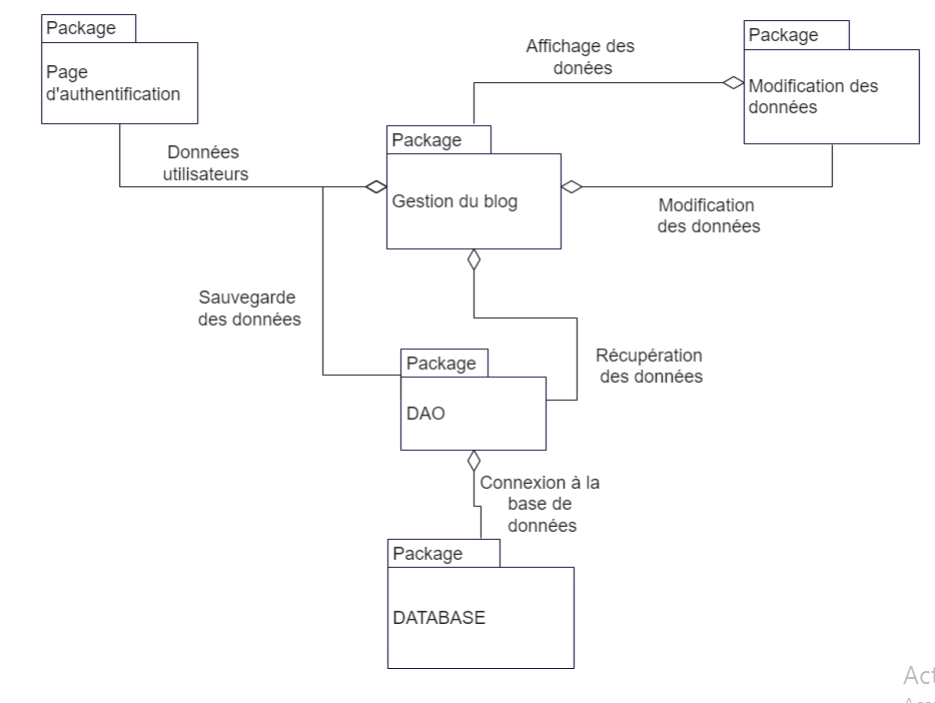 Package
Page
d'authentification
Affichage des
donées
Package
Modification des
données
Données
utilisateurs
Package
Gestion du blog
Modification
des données
Sauvegarde
des données
Package
DAO
Récupération
des données
Connexion à la
base de
données
Package
DATABASE
Act